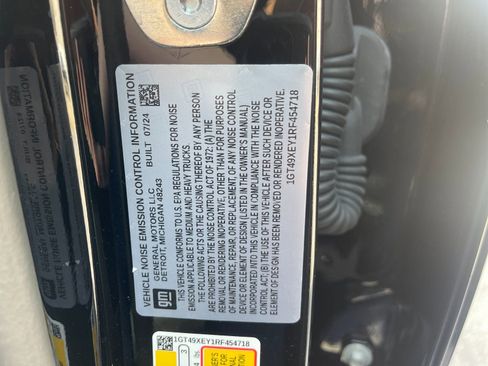 VEHICLE NOISE EMISSION CONTROL INFORMATION
GENERAL MOTORS LLC
DETROIT, MICHIGAN 48243
BUILT 07/24
THIS VEHICLE CONFORMS TO U.S. EPA REGULATIONS FOR NOISE
EMISSION APPLICABLE TO MEDIUM AND HEAVY TRUCKS.
THE FOLLOWING ACTS OR THE CAUSING THEREOF BY ANY PERSON
ARE PROHIBITED BY THE NOISE CONTROL ACT OF 1972: (A) THE
REMOVAL OR RENDERING INOPERATIVE, OTHER THAN FOR PURPOSES
OF MAINTENANCE, REPAIR, OR REPLACEMENT, OF ANY NOISE CONTROL
DEVICE OR ELEMENT OF DESIGN (LISTED IN THE OWNER'S MANUAL)
INCORPORATED INTO THIS VEHICLE IN COMPLIANCE WITH THE NOISE
CONTROL ACT; (B) THE USE OF THIS VEHICLE AFTER SUCH DEVICE OR
ELEMENT OF DESIGN HAS BEEN REMOVED OR RENDERED INOPERATIVE.
1GT49XEY1RF454718
gm
1GT49XEY1RF454718